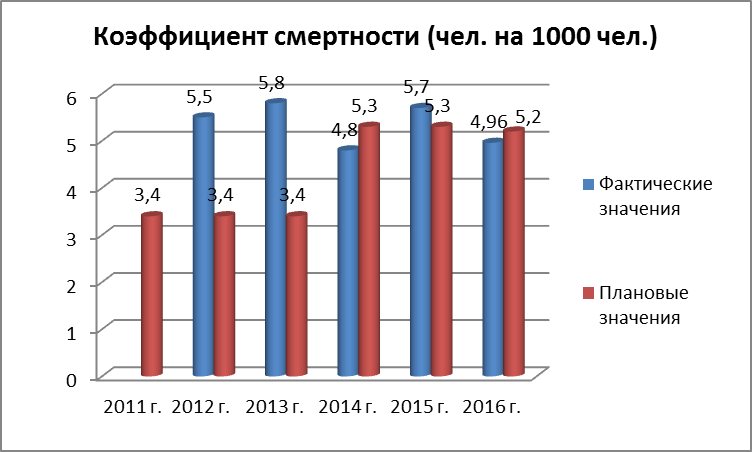 Коэффициент смертности (чел. на 1000 чел.)
6
5
4
3
2
1
0
3,4
5,5
3,4
5,8
3,4
4,8
5,3
5,7
5,3
4,96
5,2
2011 г.
2012 г.
2013 г.
2014 г.
2015 г.
2016 г.
Фактические
значения
Плановые
значения